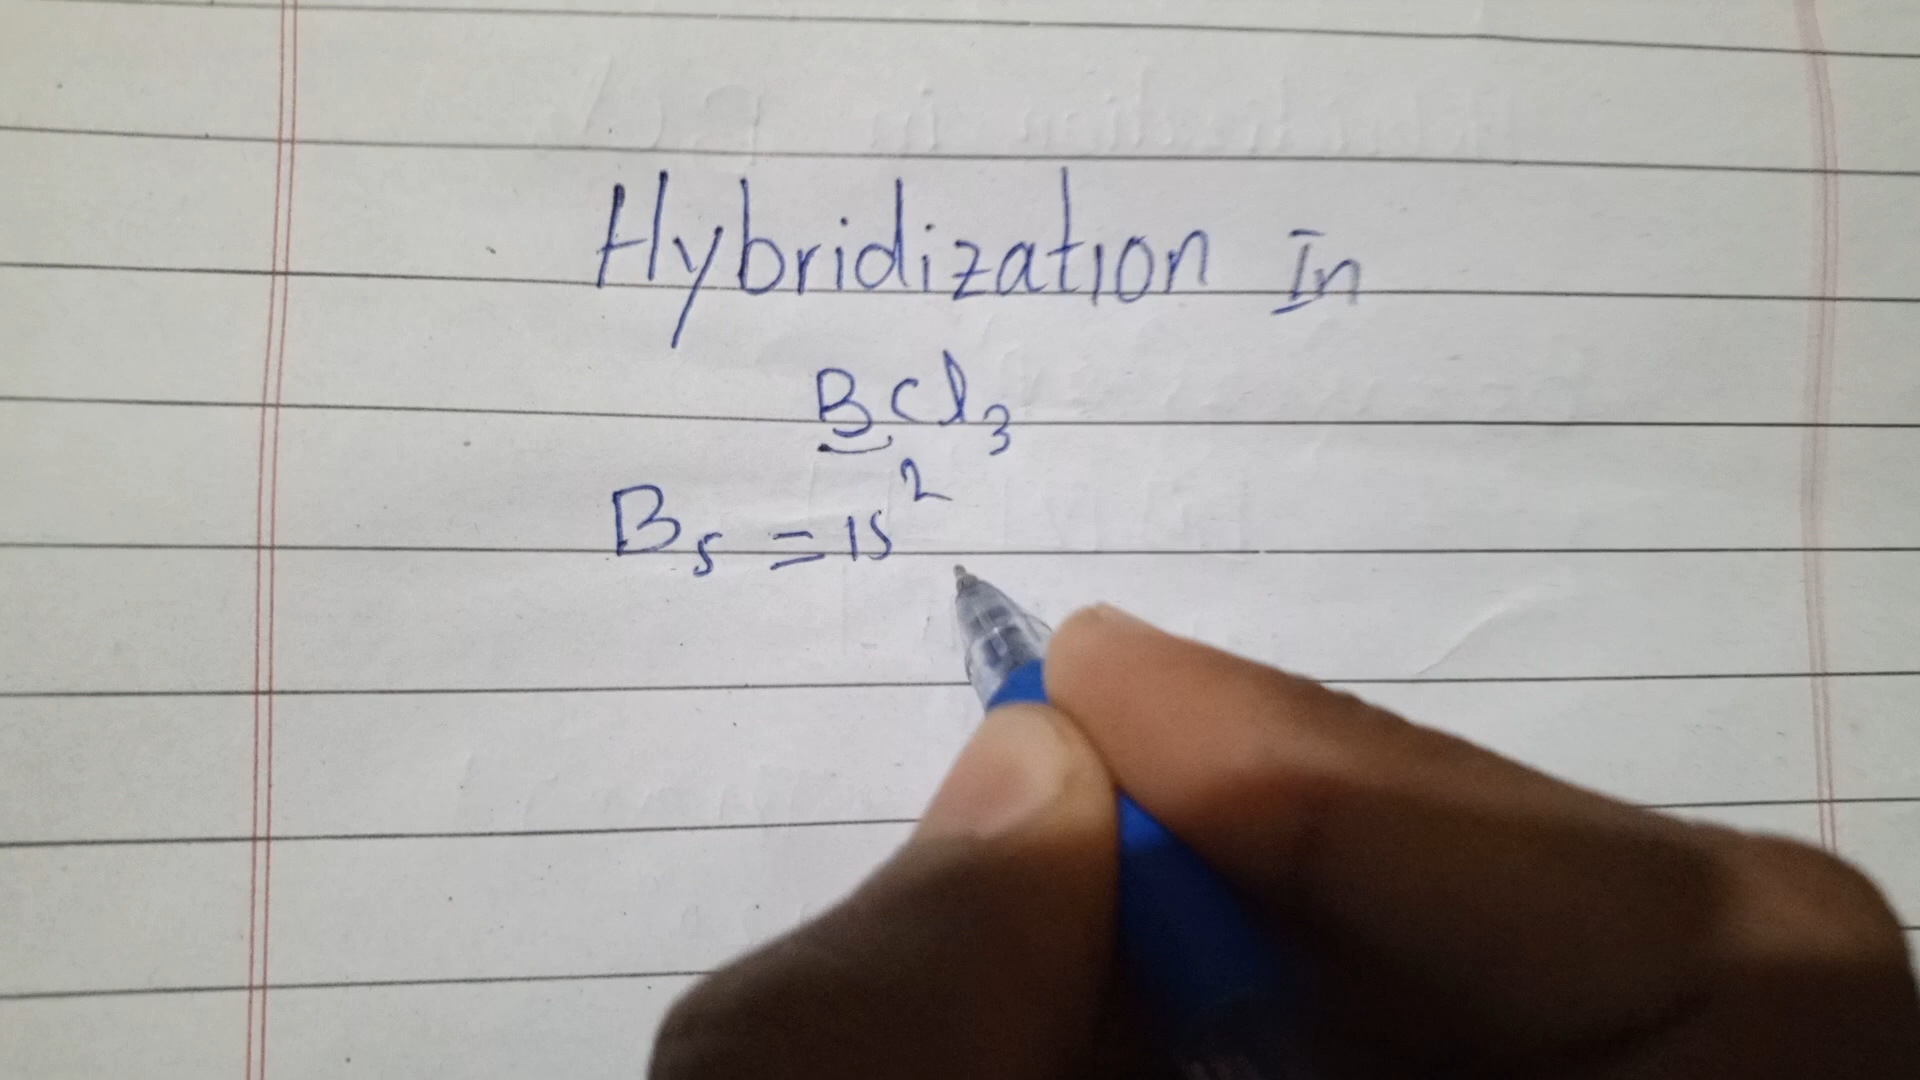 Hybridization In
BCl₃
B₅ = 1s²